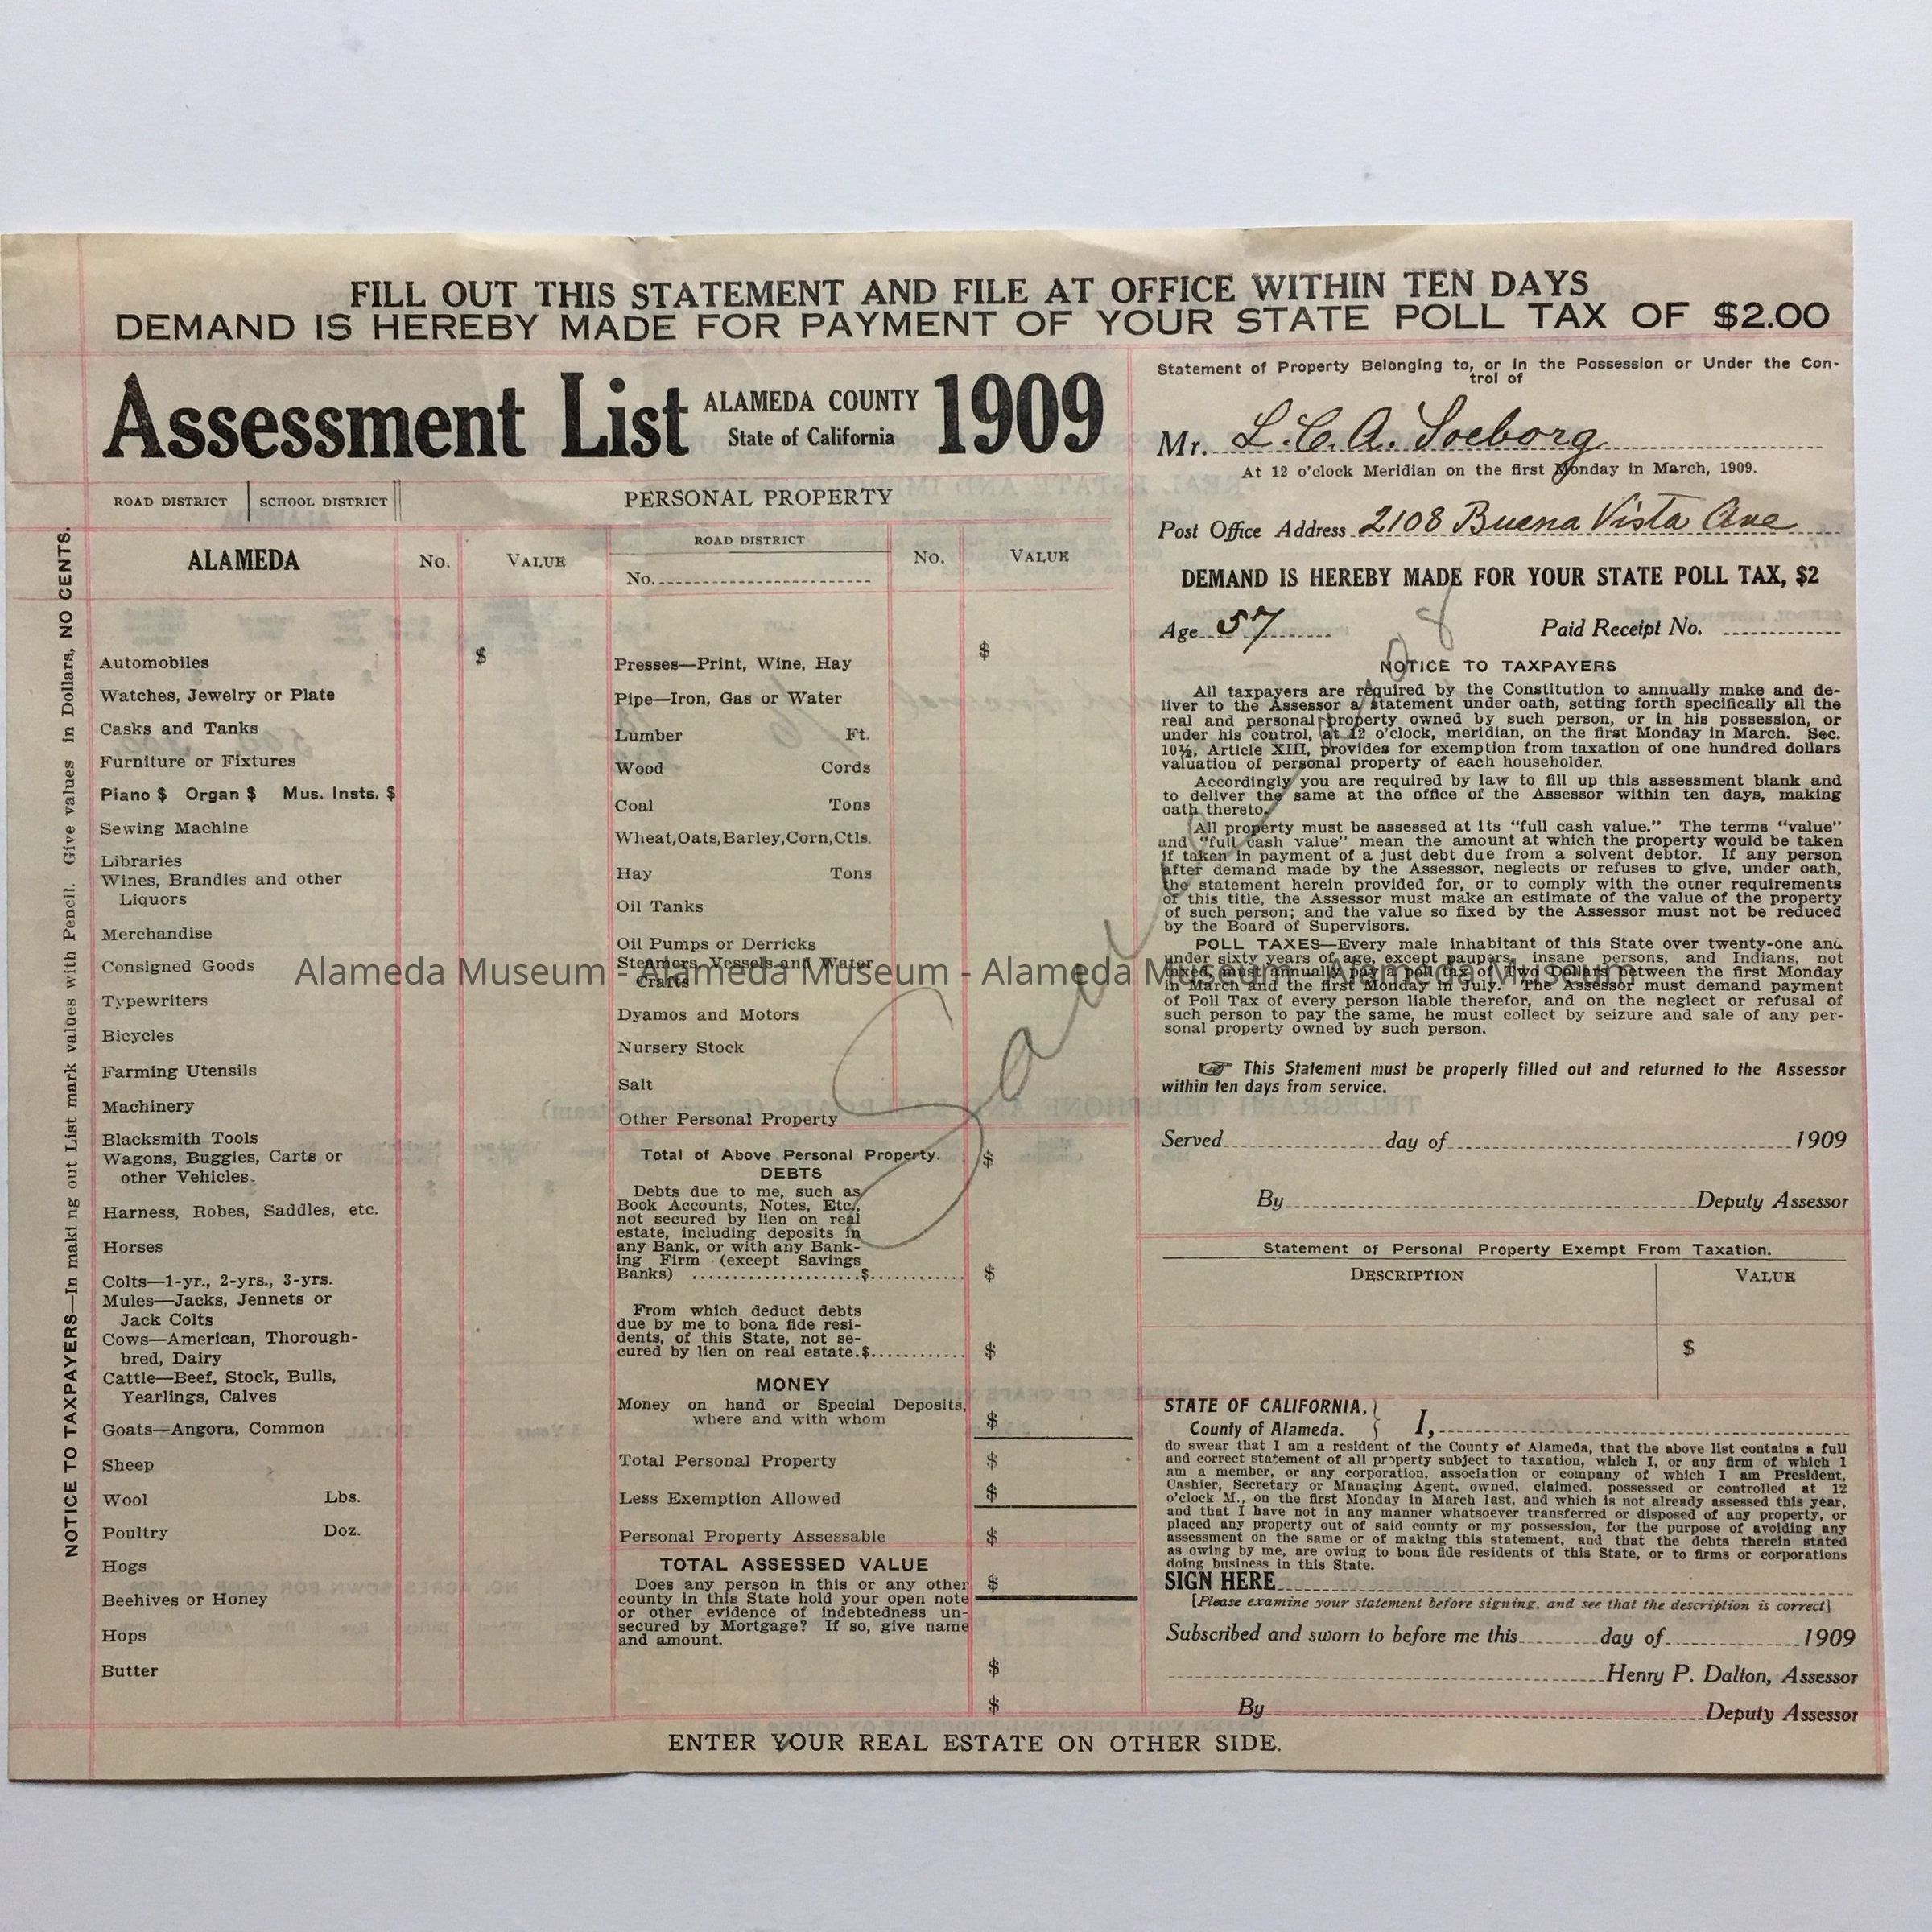 FILL OUT THIS STATEMENT AND FILE AT OFFICE WITHIN TEN DAYS
DEMAND IS HEREBY MADE FOR PAYMENT OF YOUR STATE POLL TAX OF $2.00
Assessment List ALAMEDA COUNTY State of California 1909
ROAD DISTRICT SCHOOL DISTRICT PERSONAL PROPERTY
NOTICE TO TAXPAYERS—In making out List mark values with Pencil. Give values in Dollars, NO CENTS.
ALAMEDA No. VALUE
$
Automobiles
Watches, Jewelry or Plate
Casks and Tanks
Furniture or Fixtures
Piano $ Organ $ Mus. Insts. $
Sewing Machine
Libraries
Wines, Brandies and other
Liquors
Merchandise
Consigned Goods
Typewriters
Bicycles
Farming Utensils
Machinery
Blacksmith Tools
Wagons, Buggies, Carts or
other Vehicles.
Harness, Robes, Saddles, etc.
Horses
Colts—1-yr., 2-yrs., 3-yrs.
Mules—Jacks, Jennets or
Jack Colts
Cows—American, Thorough-
bred, Dairy
Cattle—Beef, Stock, Bulls,
Yearlings, Calves
Goats—Angora, Common
Sheep
Wool Lbs.
Poultry Doz.
Hogs
Beehives or Honey
Hops
Butter
ROAD DISTRICT
No. No. VALUE
$
Presses—Print, Wine, Hay
Pipe—Iron, Gas or Water
Lumber Ft.
Wood Cords
Coal Tons
Wheat,Oats,Barley,Corn,Ctls.
Hay Tons
Oil Tanks
Oil Pumps or Derricks
Steamers, Vessels and Water
Crafts
Dyamos and Motors
Nursery Stock
Salt
Other Personal Property
Total of Above Personal Property. $
DEBTS
Debts due to me, such as
Book Accounts, Notes, Etc.,
not secured by lien on real
estate, including deposits in
any Bank, or with any Bank-
ing Firm (except Savings
Banks) $ $
From which deduct debts
due by me to bona fide resi-
dents, of this State, not se-
cured by lien on real estate.$ $
MONEY
Money on hand or Special Deposits,
where and with whom $
Total Personal Property $
Less Exemption Allowed $
Personal Property Assessable $
TOTAL ASSESSED VALUE
$
Does any person in this or any other
county in this State hold your open note
or other evidence of indebtedness un-
secured by Mortgage? If so, give name
and amount.
$
$
Statement of Property Belonging to, or in the Possession or Under the Con-
trol of
Mr. L. C. A. Soeborg
At 12 o'clock Meridian on the first Monday in March, 1909.
Post Office Address 2108 Buena Vista Ave
DEMAND IS HEREBY MADE FOR YOUR STATE POLL TAX, $2
Age 57 Paid Receipt No.
NOTICE TO TAXPAYERS
All taxpayers are required by the Constitution to annually make and de-
liver to the Assessor a statement under oath, setting forth specifically all the
real and personal property owned by such person, or in his possession, or
under his control, at 12 o'clock, meridian, on the first Monday in March. Sec.
10½, Article XIII, provides for exemption from taxation of one hundred dollars
valuation of personal property of each householder.
Accordingly you are required by law to fill up this assessment blank and
to deliver the same at the office of the Assessor within ten days, making
oath thereto.
All property must be assessed at its "full cash value." The terms "value"
and "full cash value" mean the amount at which the property would be taken
if taken in payment of a just debt due from a solvent debtor. If any person
after demand made by the Assessor, neglects or refuses to give, under oath,
the statement herein provided for, or to comply with the other requirements
of this title, the Assessor must make an estimate of the value of the property
of such person; and the value so fixed by the Assessor must not be reduced
by the Board of Supervisors.
POLL TAXES—Every male inhabitant of this State over twenty-one and
under sixty years of age, except paupers, insane persons, and Indians, not
taxed, must annually pay a poll tax of Two Dollars between the first Monday
in March and the first Monday in July. The Assessor must demand payment
of Poll Tax of every person liable therefor, and on the neglect or refusal of
such person to pay the same, he must collect by seizure and sale of any per-
sonal property owned by such person.
☞ This Statement must be properly filled out and returned to the Assessor
within ten days from service.
Served day of 1909
By Deputy Assessor
Statement of Personal Property Exempt From Taxation.
DESCRIPTION VALUE
$
STATE OF CALIFORNIA,
County of Alameda. } I,
do swear that I am a resident of the County of Alameda, that the above list contains a full
and correct statement of all property subject to taxation, which I, or any firm of which I
am a member, or any corporation, association or company of which I am President,
Cashier, Secretary or Managing Agent, owned, claimed, possessed or controlled at 12
o'clock M., on the first Monday in March last, and which is not already assessed this year,
and that I have not in any manner whatsoever transferred or disposed of any property, or
placed any property out of said county or my possession, for the purpose of avoiding any
assessment on the same or of making this statement, and that the debts therein stated
as owing by me, are owing to bona fide residents of this State, or to firms or corporations
doing business in this State.
SIGN HERE
[Please examine your statement before signing, and see that the description is correct]
Subscribed and sworn to before me this day of 1909
Henry P. Dalton, Assessor
By Deputy Assessor
ENTER YOUR REAL ESTATE ON OTHER SIDE.
Alameda Museum - Alameda Museum - Alameda Museum - Alameda Museum